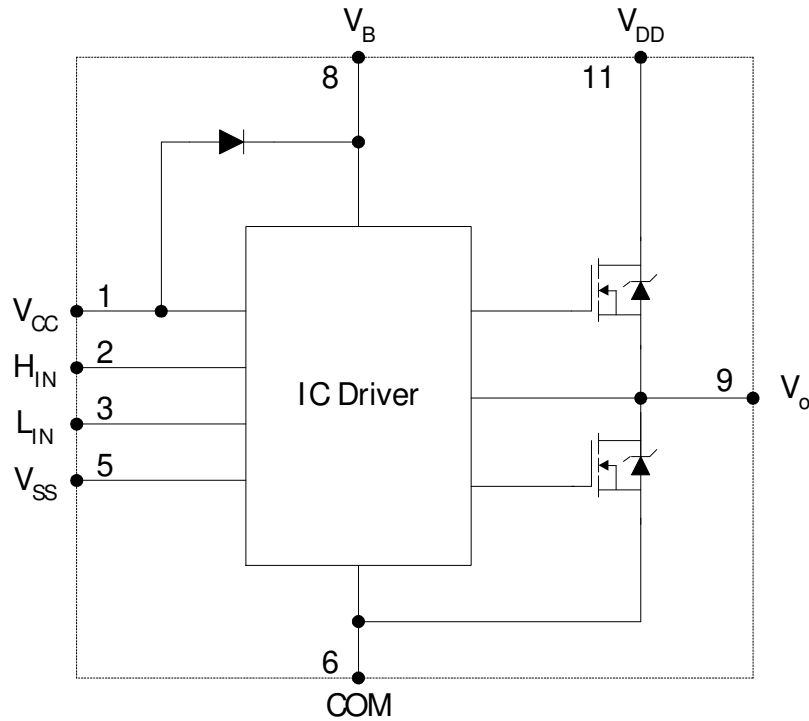 V_B
V_DD
8
11
V_CC
1
H_IN
2
L_IN
3
V_SS
5
IC Driver
9
V_o
6
COM